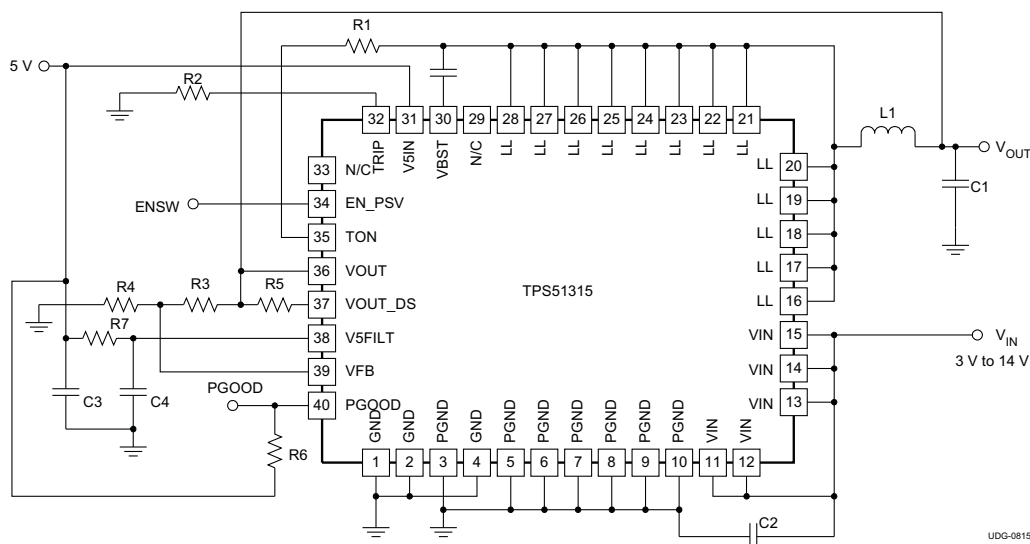 R1
5 V
R2
32 31 30 29 28 27 26 25 24 23 22 21
TRIP V5IN VBST N/C LL LL LL LL LL LL LL LL
L1
VOUT
C1
33 N/C
ENSW 34 EN_PSV
35 TON
36 VOUT
R4 R3 R5 37 VOUT_DS
R7 38 V5FILT
39 VFB
PGOOD 40 PGOOD
C3 C4
R6
TPS51315
LL 20
LL 19
LL 18
LL 17
LL 16
VIN 15
VIN
3 V to 14 V
VIN 14
VIN 13
GND GND PGND GND PGND PGND PGND PGND PGND PGND VIN VIN
1 2 3 4 5 6 7 8 9 10 11 12
C2
UDG-0815